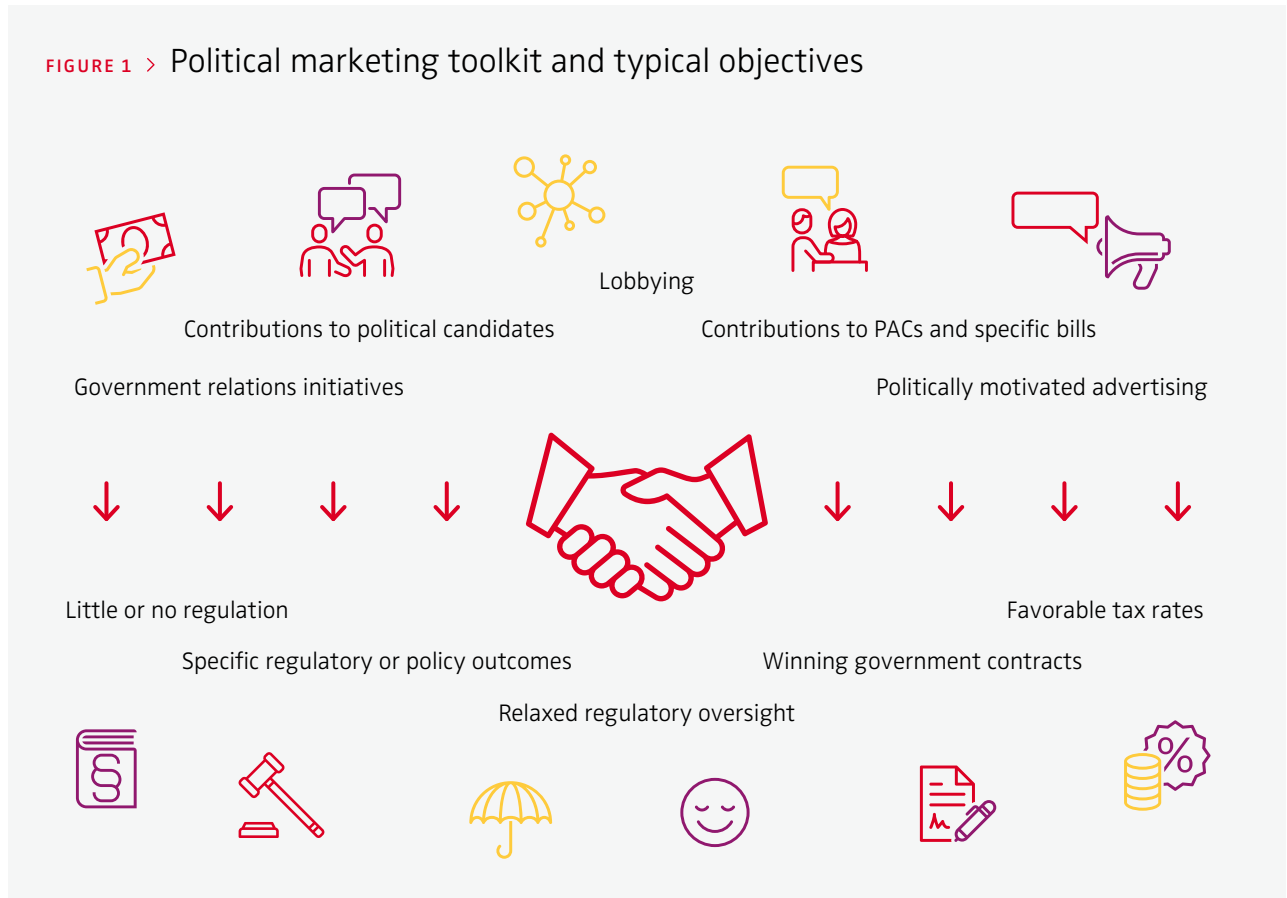 FIGURE 1 > Political marketing toolkit and typical objectives
Lobbying
Contributions to political candidates
Contributions to PACs and specific bills
Government relations initiatives
Politically motivated advertising
Little or no regulation
Favorable tax rates
Specific regulatory or policy outcomes
Winning government contracts
Relaxed regulatory oversight
§
%